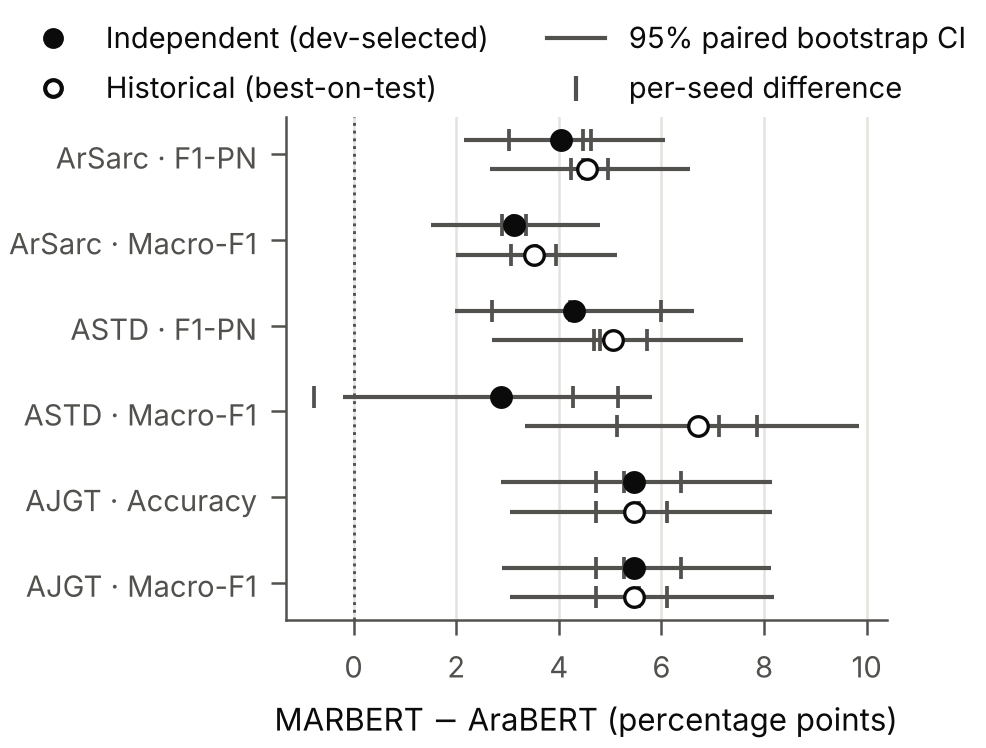 Independent (dev-selected)
95% paired bootstrap CI
Historical (best-on-test)
per-seed difference
ArSarc · F1-PN
ArSarc · Macro-F1
ASTD · F1-PN
ASTD · Macro-F1
AJGT · Accuracy
AJGT · Macro-F1
0 2 4 6 8 10
MARBERT − AraBERT (percentage points)